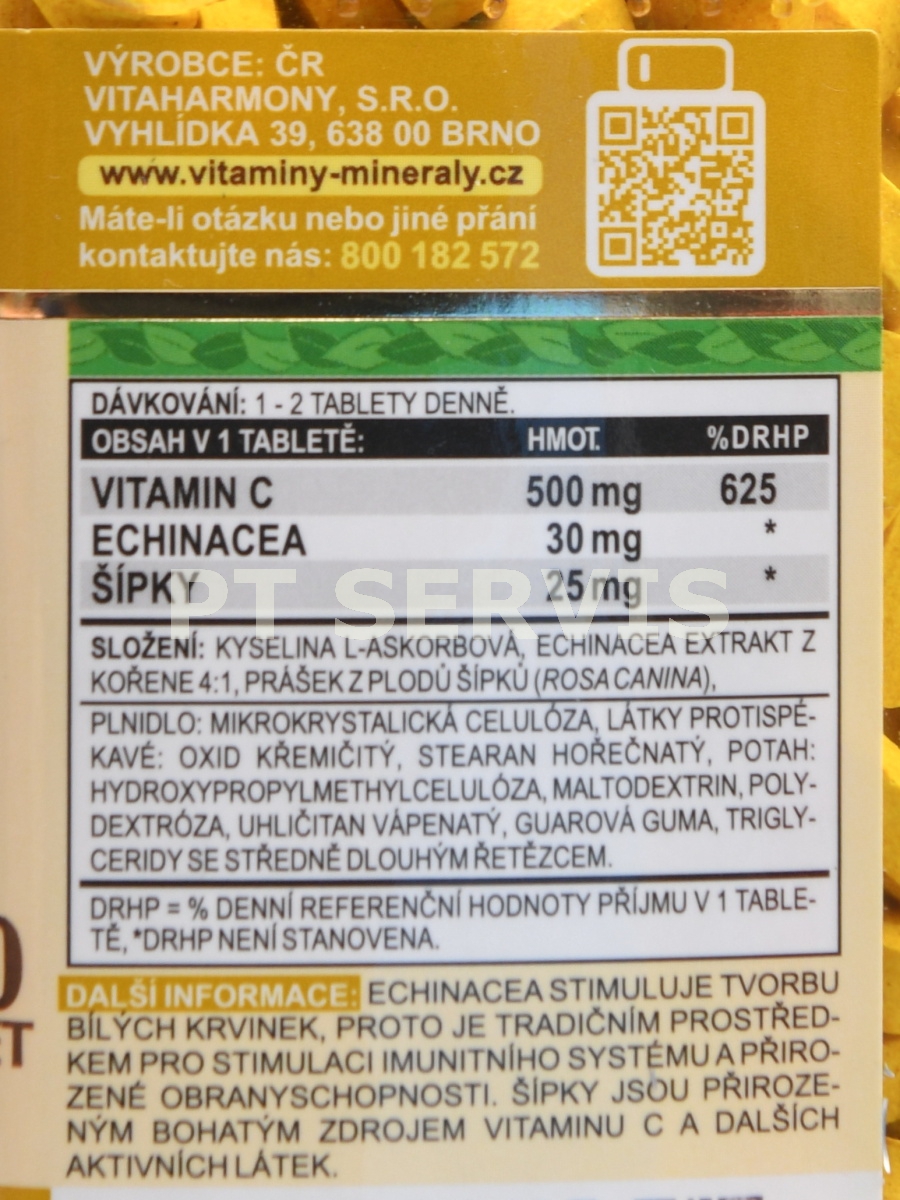 VÝROBCE: ČR
VITAHARMONY, S.R.O.
VYHLÍDKA 39, 638 00 BRNO
www.vitaminy-mineraly.cz
Máte-li otázku nebo jiné přání
kontaktujte nás: 800 182 572
DÁVKOVÁNÍ: 1 - 2 TABLETY DENNĚ.
OBSAH V 1 TABLETĚ: HMOT. %DRHP
VITAMIN C 500 mg 625
ECHINACEA 30 mg *
ŠÍPKY 25 mg *
PT SERVIS
SLOŽENÍ: KYSELINA L-ASKORBOVÁ, ECHINACEA EXTRAKT Z
KOŘENE 4:1, PRÁŠEK Z PLODŮ ŠÍPKŮ (ROSA CANINA),
PLNIDLO: MIKROKRYSTALICKÁ CELULÓZA, LÁTKY PROTISPÉ-
KAVÉ: OXID KŘEMIČITÝ, STEARAN HOŘEČNATÝ, POTAH:
HYDROXYPROPYLMETHYLCELULÓZA, MALTODEXTRIN, POLY-
DEXTRÓZA, UHLIČITAN VÁPENATÝ, GUAROVÁ GUMA, TRIGLY-
CERIDY SE STŘEDNĚ DLOUHÝM ŘETĚZCEM.
DRHP = % DENNÍ REFERENČNÍ HODNOTY PŘÍJMU V 1 TABLE-
TĚ, *DRHP NENÍ STANOVENA.
DALŠÍ INFORMACE: ECHINACEA STIMULUJE TVORBU
BÍLÝCH KRVINEK, PROTO JE TRADIČNÍM PROSTŘED-
KEM PRO STIMULACI IMUNITNÍHO SYSTÉMU A PŘIRO-
ZENÉ OBRANYSCHOPNOSTI. ŠÍPKY JSOU PŘIROZE-
NÝM BOHATÝM ZDROJEM VITAMINU C A DALŠÍCH
AKTIVNÍCH LÁTEK.